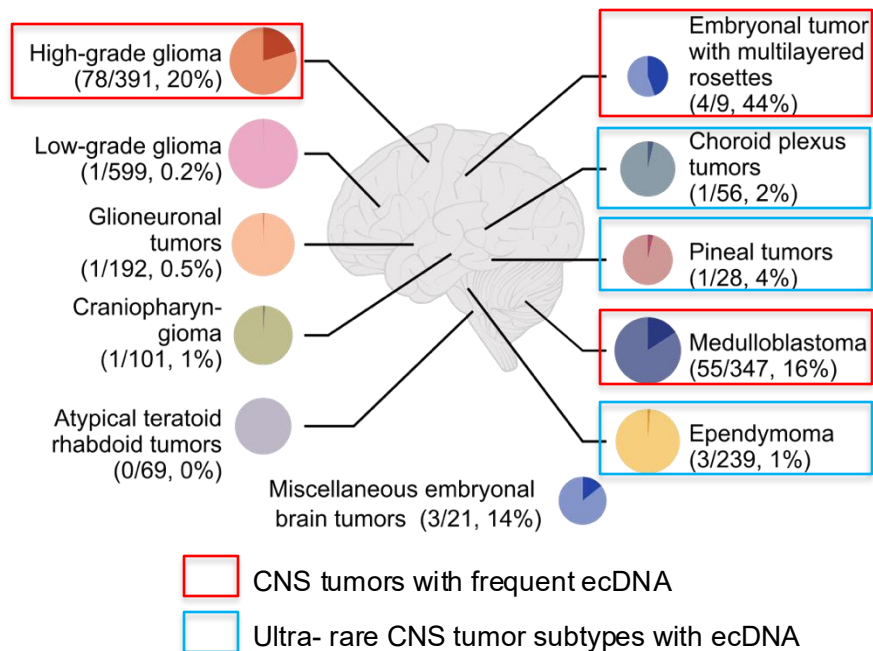 High-grade glioma
(78/391, 20%)
Low-grade glioma
(1/599, 0.2%)
Glioneuronal
tumors
(1/192, 0.5%)
Craniopharyn-
gioma
(1/101, 1%)
Atypical teratoid
rhabdoid tumors
(0/69, 0%)
Embryonal tumor
with multilayered
rosettes
(4/9, 44%)
Choroid plexus
tumors
(1/56, 2%)
Pineal tumors
(1/28, 4%)
Medulloblastoma
(55/347, 16%)
Ependymoma
(3/239, 1%)
Miscellaneous embryonal
brain tumors (3/21, 14%)
CNS tumors with frequent ecDNA
Ultra- rare CNS tumor subtypes with ecDNA